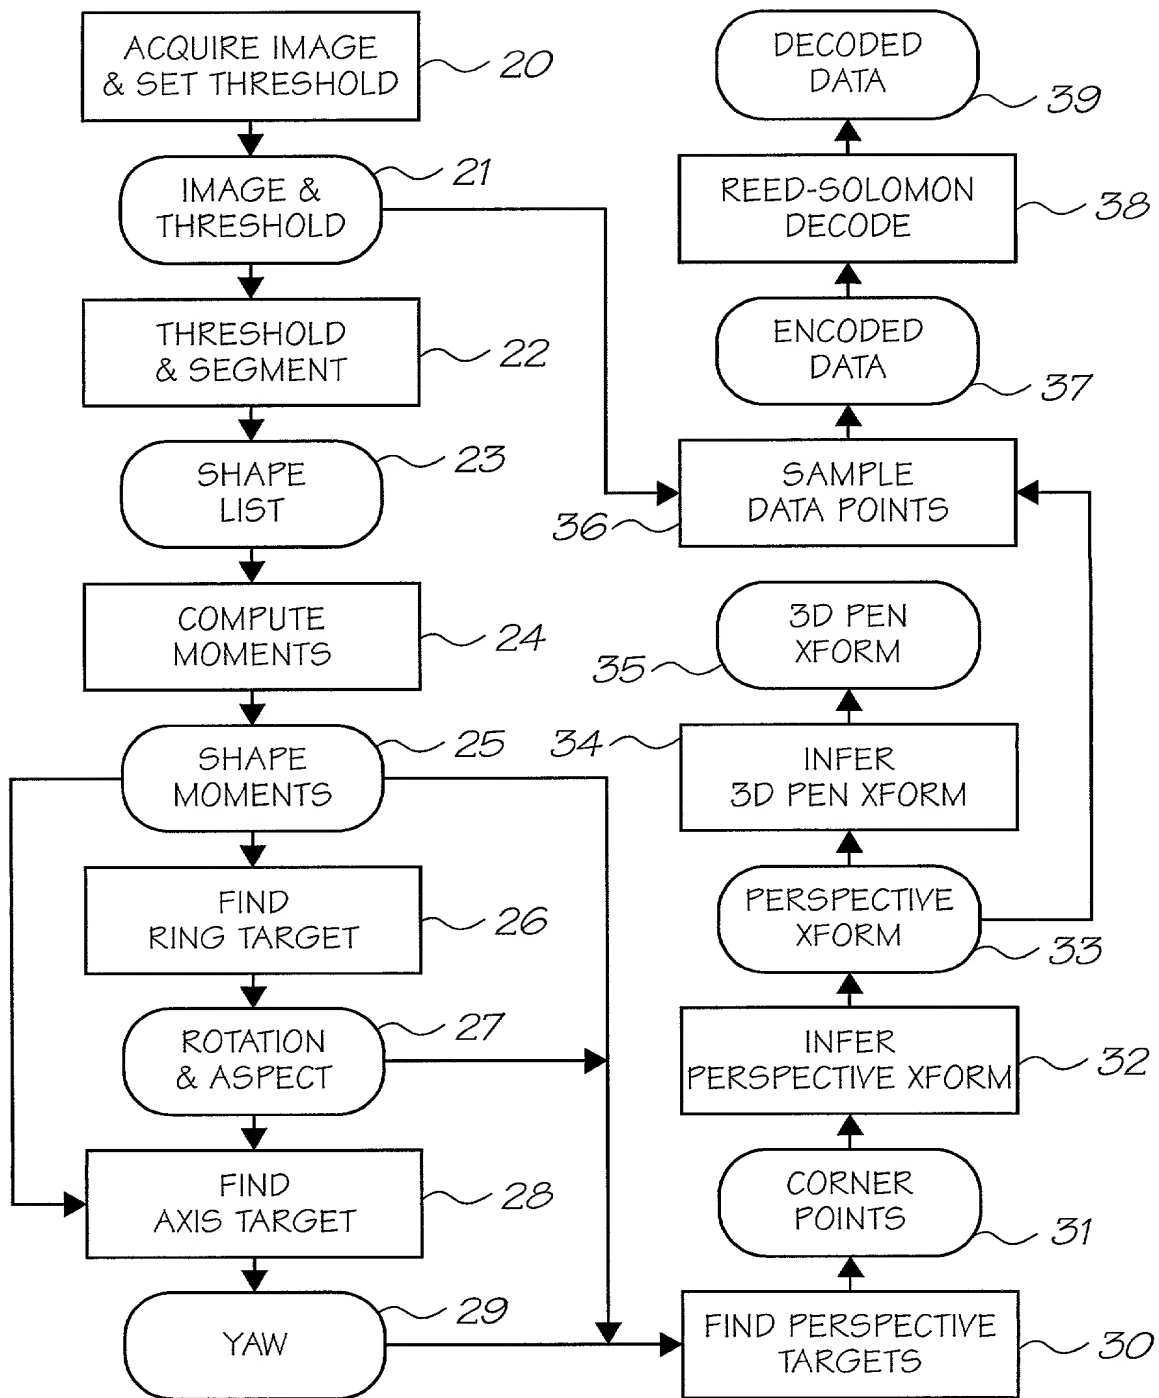 ACQUIRE IMAGE
& SET THRESHOLD
20
IMAGE &
THRESHOLD
21
THRESHOLD
& SEGMENT
22
SHAPE
LIST
23
COMPUTE
MOMENTS
24
SHAPE
MOMENTS
25
FIND
RING TARGET
26
ROTATION
& ASPECT
27
FIND
AXIS TARGET
28
YAW
29
DECODED
DATA
39
REED-SOLOMON
DECODE
38
ENCODED
DATA
37
SAMPLE
DATA POINTS
36
3D PEN
XFORM
35
34
INFER
3D PEN XFORM
PERSPECTIVE
XFORM
33
INFER
PERSPECTIVE XFORM
32
CORNER
POINTS
31
FIND PERSPECTIVE
TARGETS
30